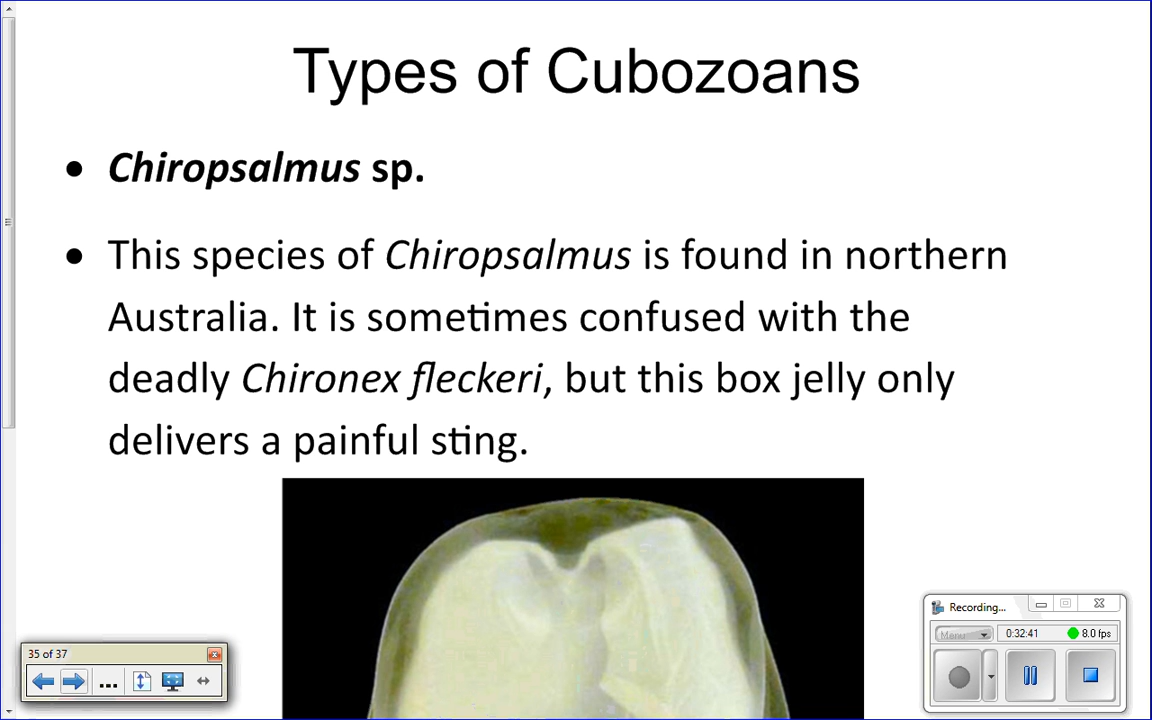 Types of Cubozoans
• Chiropsalmus sp.
• This species of Chiropsalmus is found in northern
Australia. It is sometimes confused with the
deadly Chironex fleckeri, but this box jelly only
delivers a painful sting.
Recording...
Menu
0:32:41
8.0 fps
35 of 37
...